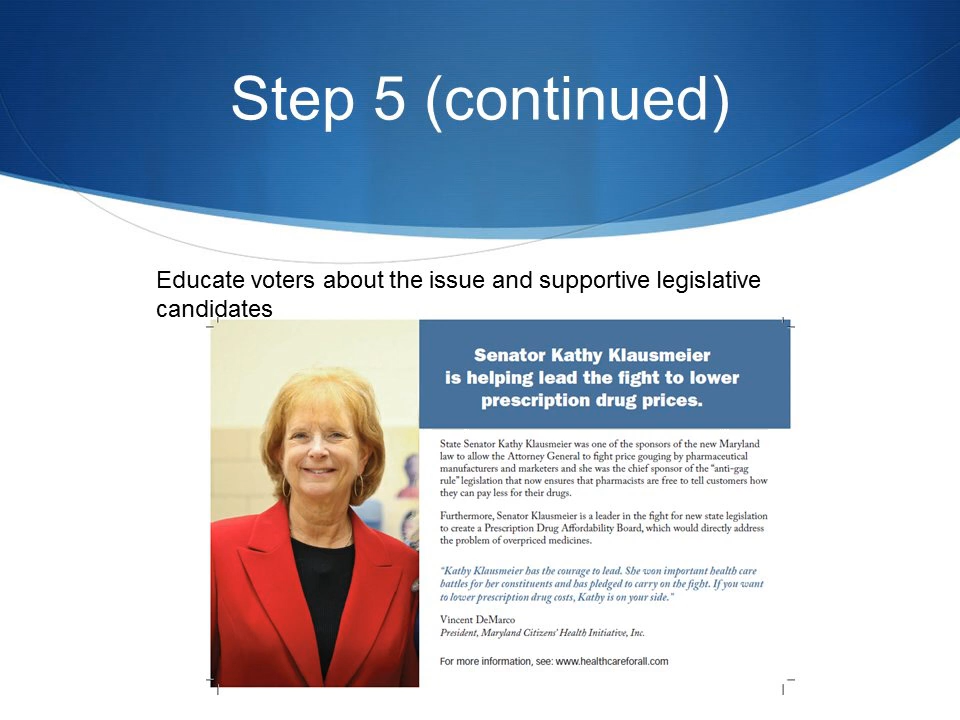 Step 5 (continued)
Educate voters about the issue and supportive legislative
candidates
Senator Kathy Klausmeier
is helping lead the fight to lower
prescription drug prices.
State Senator Kathy Klausmeier was one of the sponsors of the new Maryland
law to allow the Attorney General to fight price gouging by pharmaceutical
manufacturers and marketers and she was the chief sponsor of the “anti-gag
rule” legislation that now ensures that pharmacists are free to tell customers how
they can pay less for their drugs.
Furthermore, Senator Klausmeier is a leader in the fight for new state legislation
to create a Prescription Drug Affordability Board, which would directly address
the problem of overpriced medicines.
“Kathy Klausmeier has the courage to lead. She won important health care
battles for her constituents and has pledged to carry on the fight. If you want
to lower prescription drug costs, Kathy is on your side.”
Vincent DeMarco
President, Maryland Citizens’ Health Initiative, Inc.
For more information, see: www.healthcareforall.com